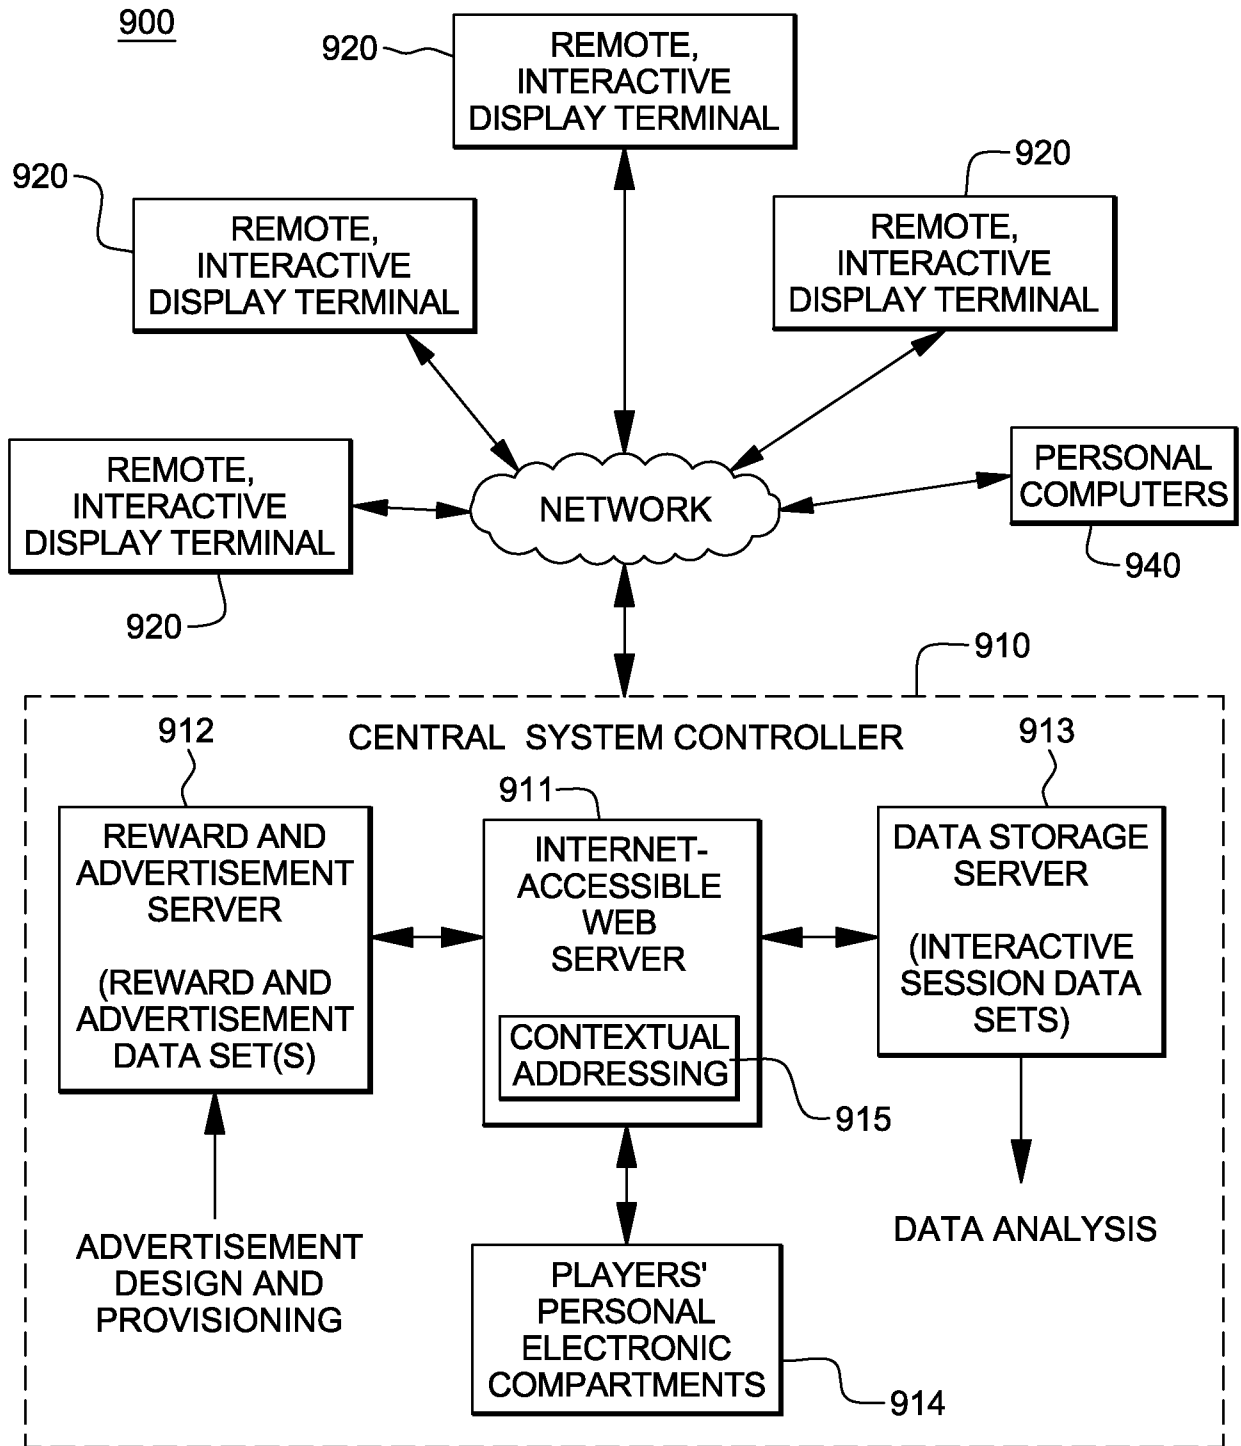 900
920
REMOTE,
INTERACTIVE
DISPLAY TERMINAL
920
REMOTE,
INTERACTIVE
DISPLAY TERMINAL
920
REMOTE,
INTERACTIVE
DISPLAY TERMINAL
REMOTE,
INTERACTIVE
DISPLAY TERMINAL
920
NETWORK
PERSONAL
COMPUTERS
940
910
CENTRAL SYSTEM CONTROLLER
912
REWARD AND
ADVERTISEMENT
SERVER
(REWARD AND
ADVERTISEMENT
DATA SET(S)
911
INTERNET-
ACCESSIBLE
WEB
SERVER
CONTEXTUAL
ADDRESSING
915
913
DATA STORAGE
SERVER
(INTERACTIVE
SESSION DATA
SETS)
ADVERTISEMENT
DESIGN AND
PROVISIONING
PLAYERS'
PERSONAL
ELECTRONIC
COMPARTMENTS
914
DATA ANALYSIS